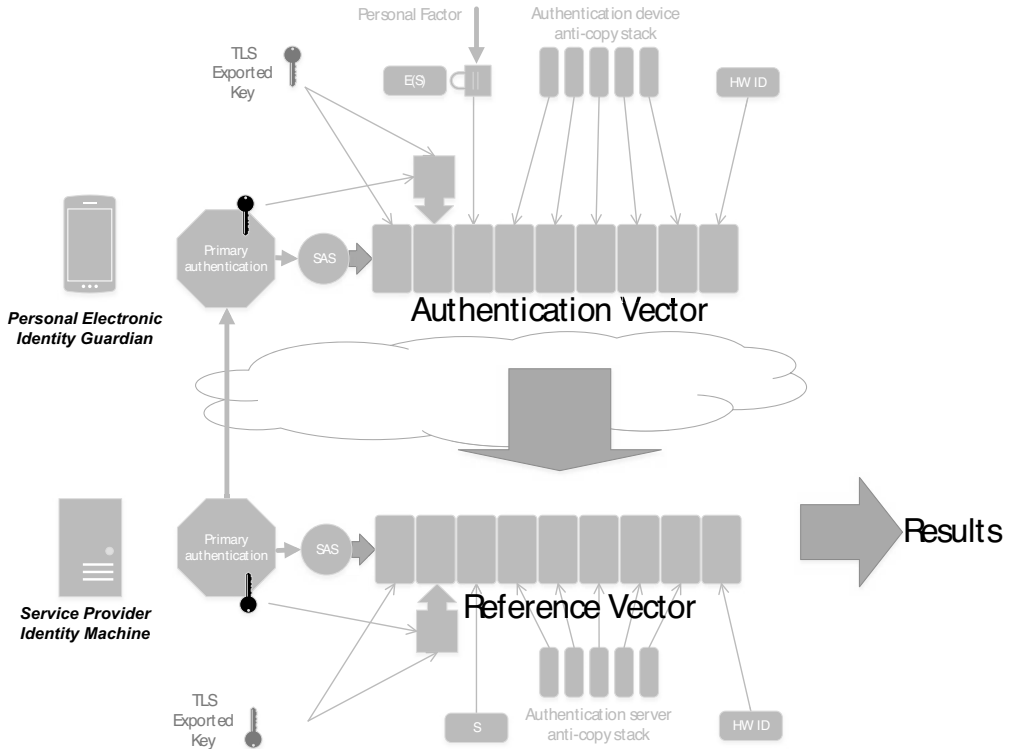 Personal Factor
Authentication device
anti-copy stack
TLS
Exported
Key
E(S)
HW ID
Primary
authentication
SAS
Authentication Vector
Personal Electronic
Identity Guardian
Primary
authentication
SAS
Results
Reference Vector
Service Provider
Identity Machine
TLS
Exported
Key
S
Authentication server
anti-copy stack
HW ID